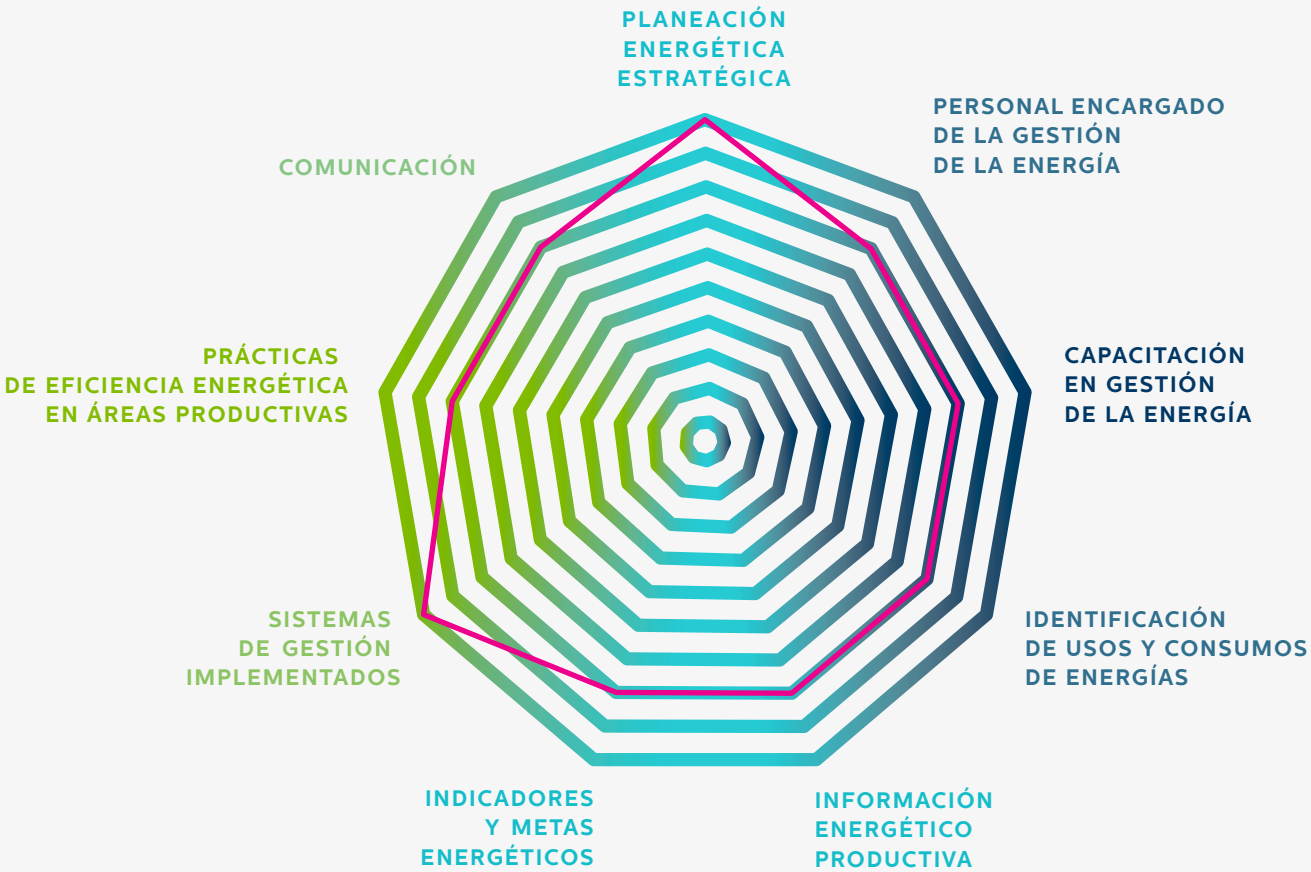 PLANEACIÓN
ENERGÉTICA
ESTRATÉGICA
PERSONAL ENCARGADO
DE LA GESTIÓN
DE LA ENERGÍA
CAPACITACIÓN
EN GESTIÓN
DE LA ENERGÍA
IDENTIFICACIÓN
DE USOS Y CONSUMOS
DE ENERGÍAS
INFORMACIÓN
ENERGÉTICO
PRODUCTIVA
INDICADORES
Y METAS
ENERGÉTICOS
SISTEMAS
DE GESTIÓN
IMPLEMENTADOS
PRÁCTICAS
DE EFICIENCIA ENERGÉTICA
EN ÁREAS PRODUCTIVAS
COMUNICACIÓN